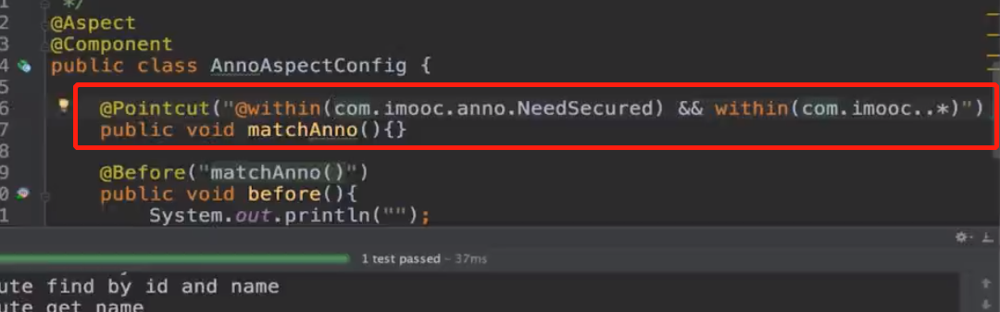 */
2 @Aspect
3 @Component
4 public class AnnoAspectConfig {
5
6 @Pointcut("@within(com.imooc.anno.NeedSecured) && within(com.imooc..*)")
7 public void matchAnno(){}
8
9 @Before("matchAnno()")
0 public void before(){
1 System.out.println("");
1 test passed – 37ms
ute find by id and name
ute get name